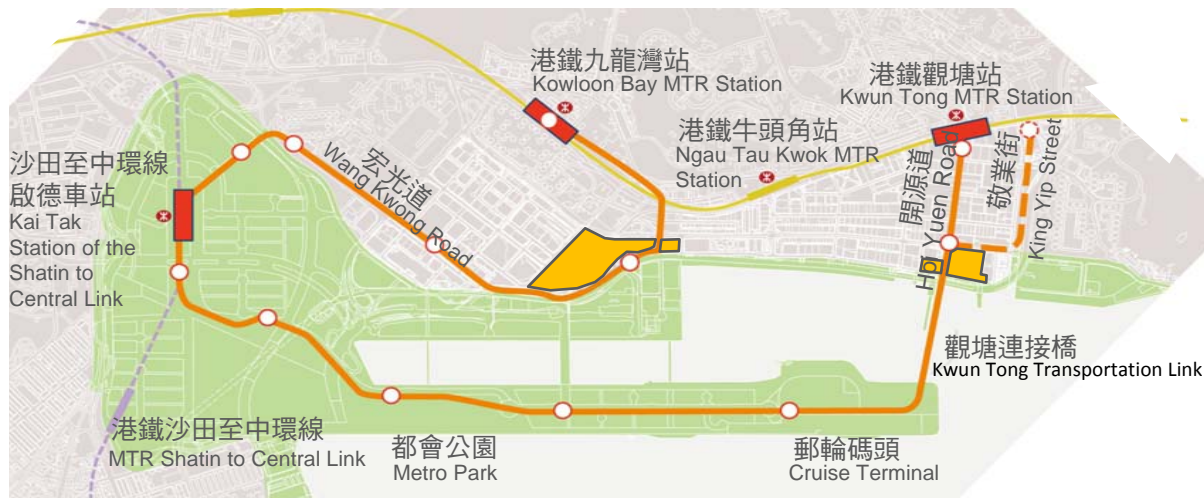 港鐵九龍灣站
Kowloon Bay MTR Station
港鐵觀塘站
Kwun Tong MTR Station
港鐵牛頭角站
Ngau Tau Kwok MTR
Station
沙田至中環線
啟德車站
Kai Tak
Station of the
Shatin to
Central Link
宏光道
Wang Kwong Road
開源道
Hoi Yuen Road
敬業街
King Yip Street
觀塘連接橋
Kwun Tong Transportation Link
港鐵沙田至中環線
MTR Shatin to Central Link
都會公園
Metro Park
郵輪碼頭
Cruise Terminal